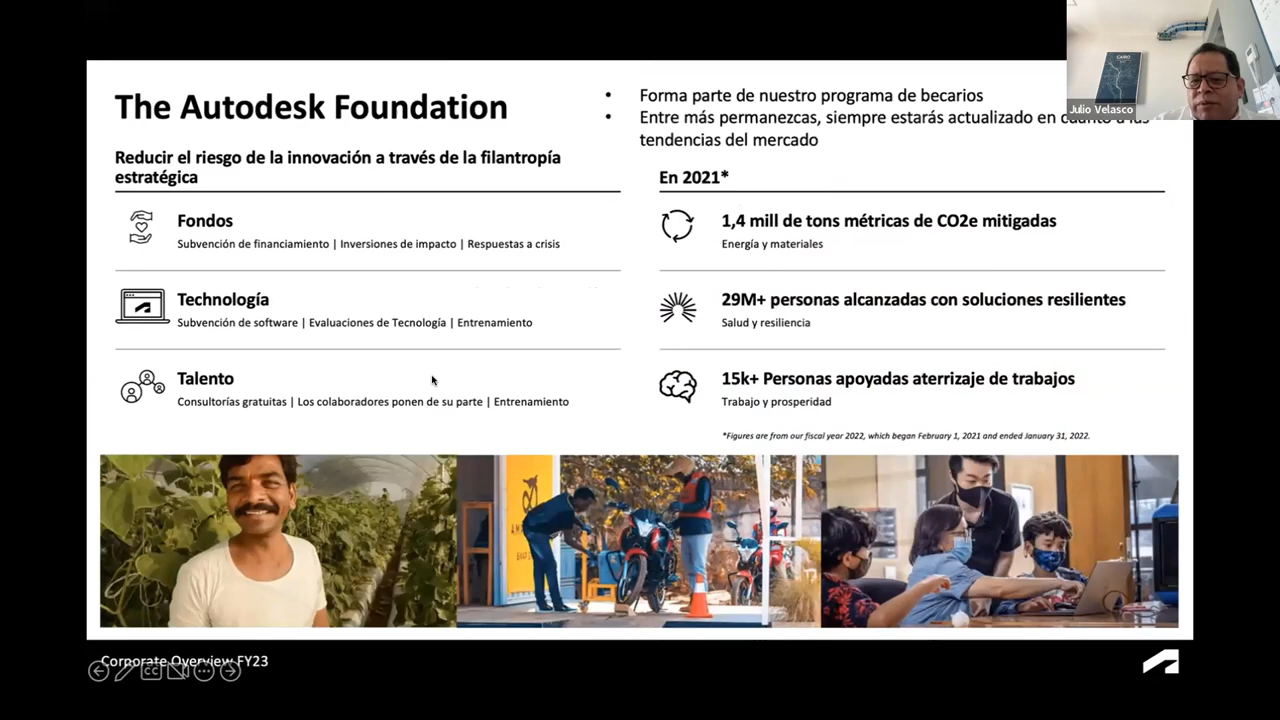 The Autodesk Foundation
Reducir el riesgo de la innovación a través de la filantropía
estratégica
Fondos
Subvención de financiamiento | Inversiones de impacto | Respuestas a crisis
Technología
Subvención de software | Evaluaciones de Tecnología | Entrenamiento
Talento
Consultorías gratuitas | Los colaboradores ponen de su parte | Entrenamiento
• Forma parte de nuestro programa de becarios
• Entre más permanezcas, siempre estarás actualizado en cuanto a las
tendencias del mercado
En 2021*
1,4 mill de tons métricas de CO2e mitigadas
Energía y materiales
29M+ personas alcanzadas con soluciones resilientes
Salud y resiliencia
15k+ Personas apoyadas aterrizaje de trabajos
Trabajo y prosperidad
*Figures are from our fiscal year 2022, which began February 1, 2021 and ended January 31, 2022.
Corporate Overview FY23
CC
CAIRO
Julio Velasco